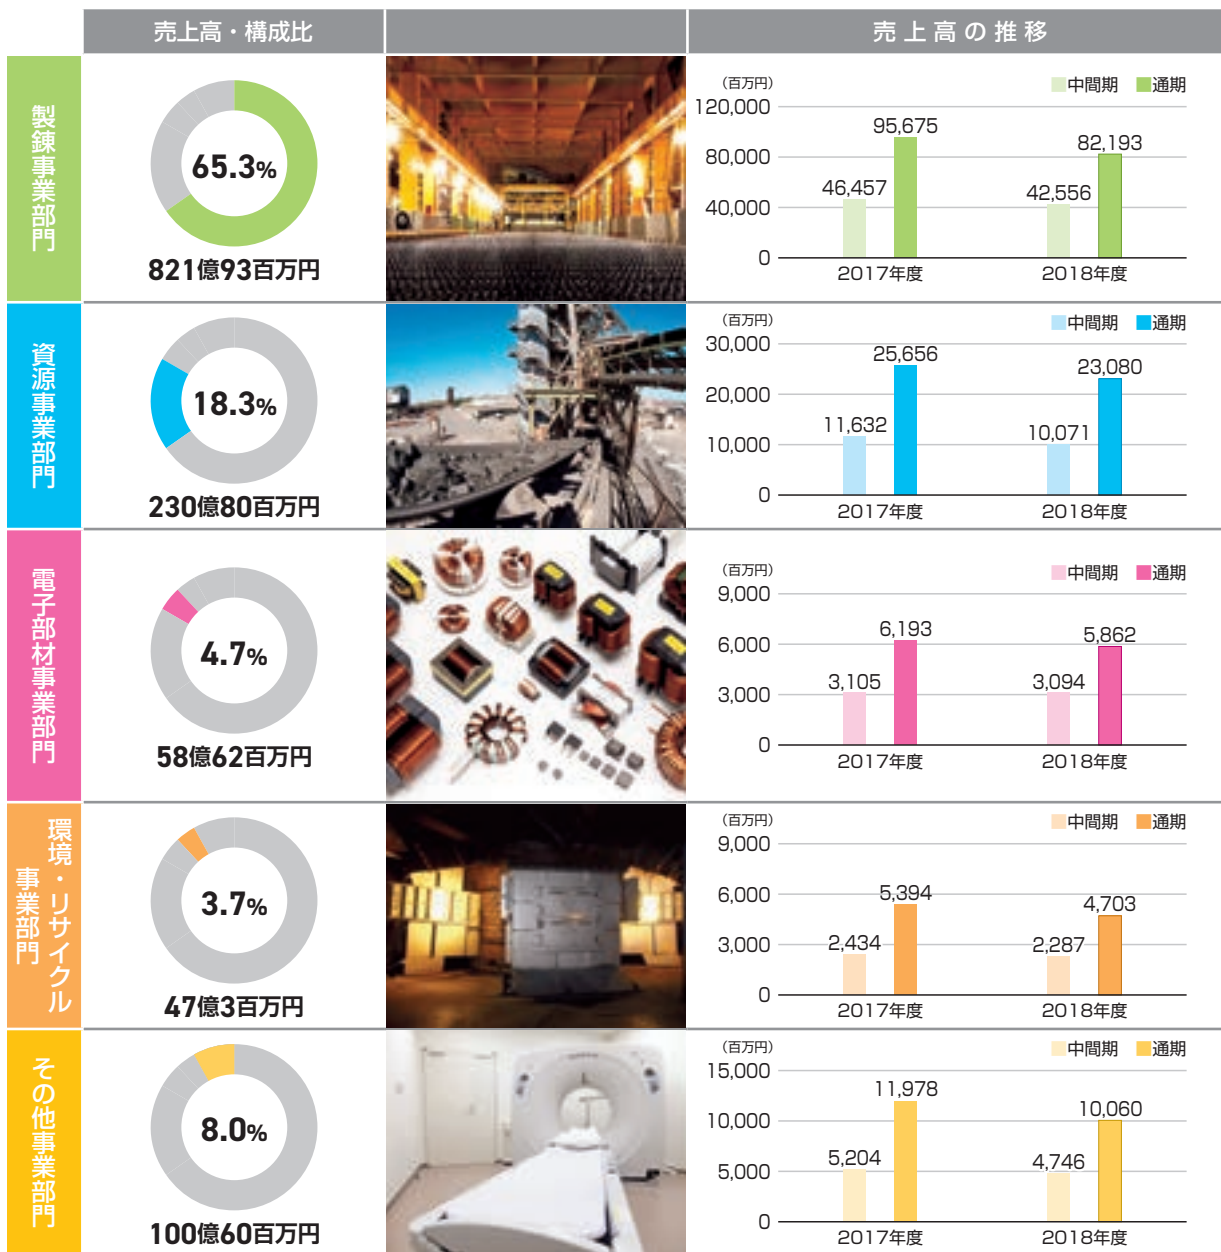 売上高・構成比
売上高の推移
製錬事業部門
65.3%
821億93百万円
(百万円)
中間期 通期
120,000
80,000
40,000
0
46,457
95,675
42,556
82,193
2017年度
2018年度
資源事業部門
18.3%
230億80百万円
(百万円)
中間期 通期
30,000
20,000
10,000
0
11,632
25,656
10,071
23,080
2017年度
2018年度
電子部材事業部門
4.7%
58億62百万円
(百万円)
中間期 通期
9,000
6,000
3,000
0
3,105
6,193
3,094
5,862
2017年度
2018年度
環境・リサイクル
事業部門
3.7%
47億3百万円
(百万円)
中間期 通期
9,000
6,000
3,000
0
2,434
5,394
2,287
4,703
2017年度
2018年度
その他事業部門
8.0%
100億60百万円
(百万円)
中間期 通期
15,000
10,000
5,000
0
5,204
11,978
4,746
10,060
2017年度
2018年度